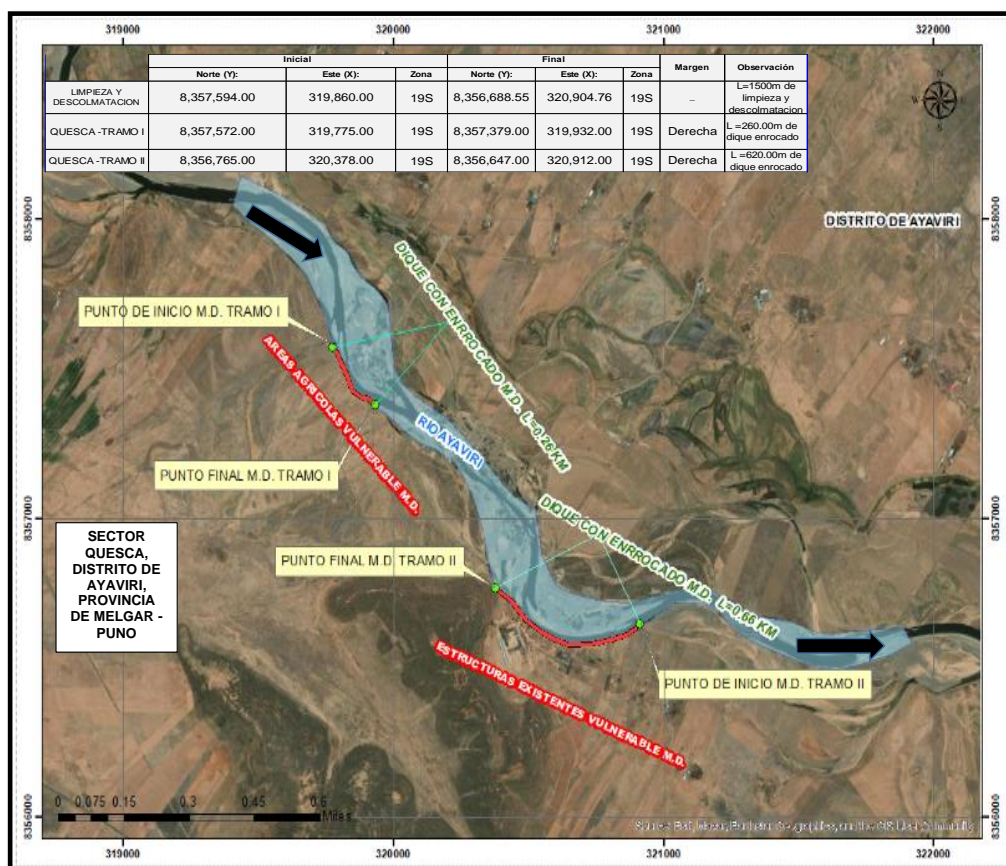 319000 320000 321000 322000
Inicial Final Margen Observación
Norte (Y): Este (X): Zona Norte (Y): Este (X): Zona
LIMPIEZA Y DESCOLMATACION 8,357,594.00 319,860.00 19S 8,356,688.55 320,904.76 19S _ L=1500m de limpieza y descolmatacion
QUESCA -TRAMO I 8,357,572.00 319,775.00 19S 8,357,379.00 319,932.00 19S Derecha L =260.00m de dique enrocado
QUESCA -TRAMO II 8,356,765.00 320,378.00 19S 8,356,647.00 320,912.00 19S Derecha L =620.00m de dique enrocado
N
W E
S
8358000 8358000
DISTRITO DE AYAVIRI
DIQUE CON ENRROCADO M.D. L=0.26 KM
PUNTO DE INICIO M.D. TRAMO I
AREAS AGRICOLAS VULNERABLE M.D.
RIO AYAVIRI
PUNTO FINAL M.D. TRAMO I
8357000 8357000
DIQUE CON ENRROCADO M.D. L=0.66 KM
SECTOR
QUESCA,
DISTRITO DE
AYAVIRI,
PROVINCIA
DE MELGAR -
PUNO
PUNTO FINAL M.D. TRAMO II
ESTRUCTURAS EXISTENTES VULNERABLE M.D.
PUNTO DE INICIO M.D. TRAMO II
0 0.075 0.15 0.3 0.45 0.6
Miles
8356000 8356000
319000 320000 321000 322000